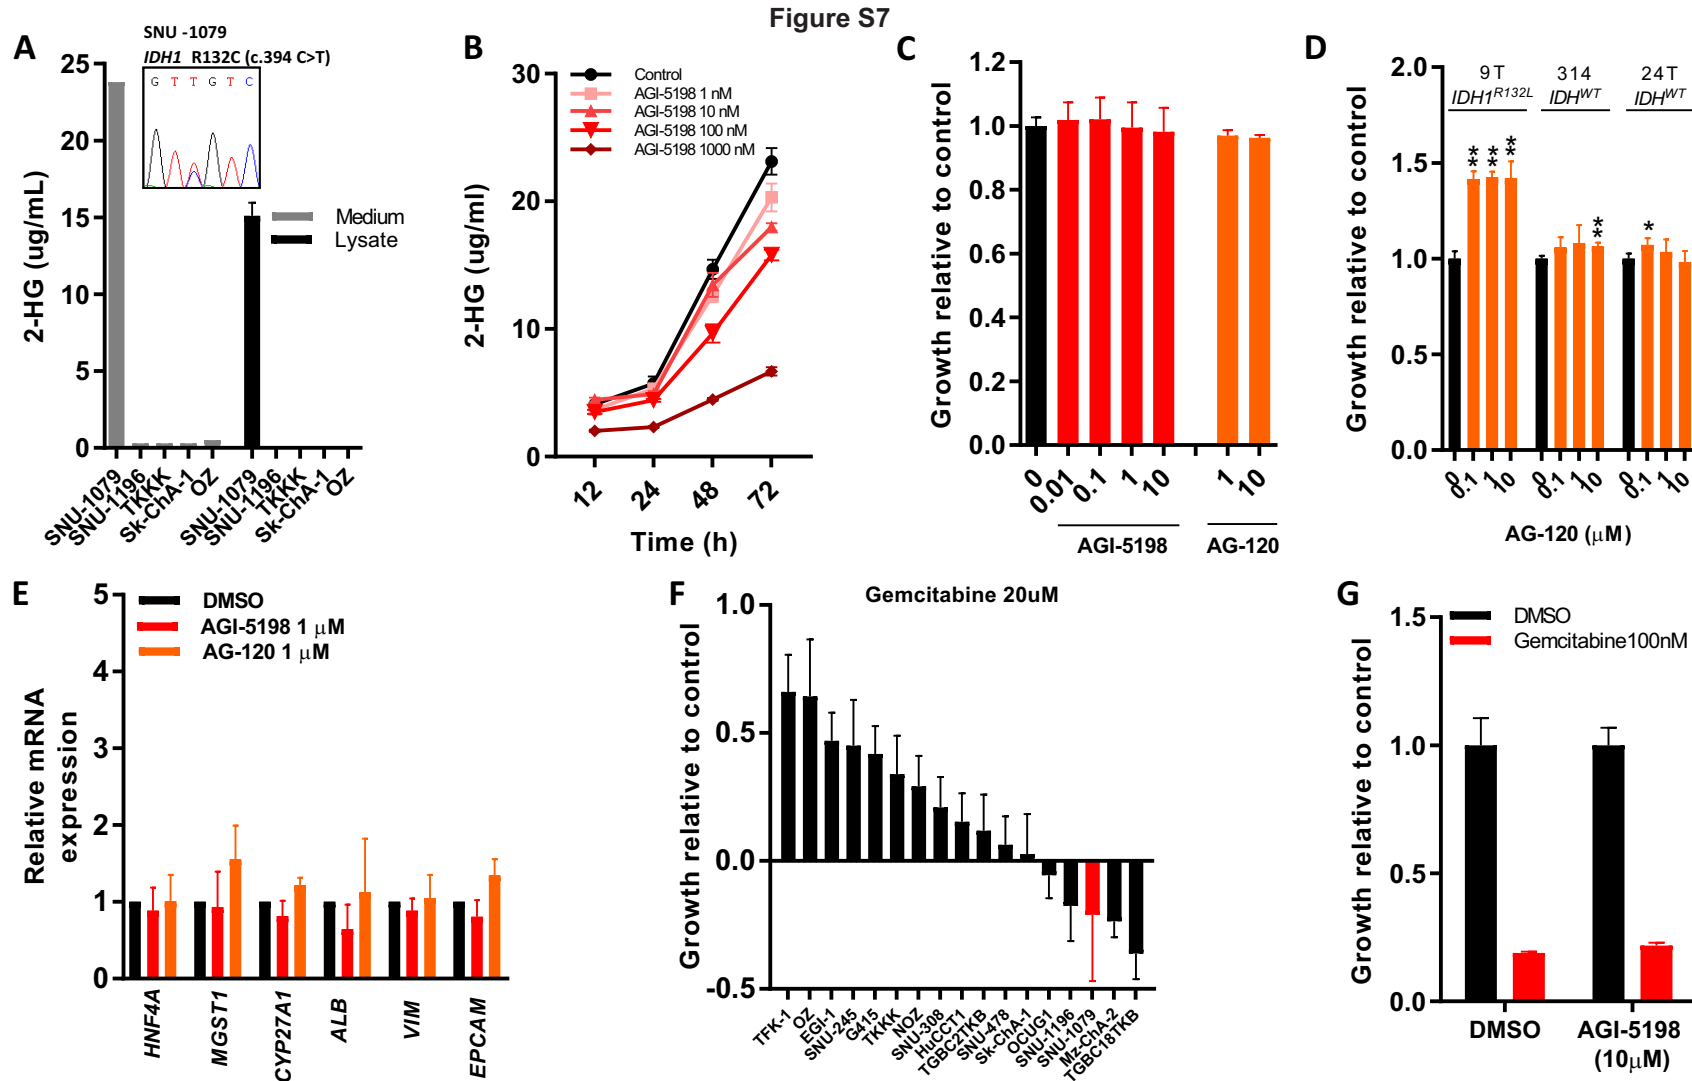 Figure S7
A
SNU -1079
IDH1 R132C (c.394 C>T)
G T T G T C
25
20
15
10
5
0
2-HG (ug/mL)
Medium
Lysate
SNU-1079
SNU-1196
TKKK
Sk-ChA-1
OZ
SNU-1079
SNU-1196
TKKK
Sk-ChA-1
OZ
B
30
20
10
0
2-HG (ug/ml)
Control
AGI-5198 1 nM
AGI-5198 10 nM
AGI-5198 100 nM
AGI-5198 1000 nM
12 24 48 72
Time (h)
C
1.2
1.0
0.8
0.6
0.4
0.2
0.0
Growth relative to control
0 0.01 0.1 1 10 1 10
AGI-5198 AG-120
D
2.0
1.5
1.0
0.5
0.0
Growth relative to control
9T 314 24T
IDH1R132L IDHWT IDHWT
** ** ** ** *
0 0.1 1 10 0 0.1 1 10 0 0.1 1 10
AG-120 (μM)
E
5
4
3
2
1
0
Relative mRNA
expression
DMSO
AGI-5198 1 μM
AG-120 1 μM
HNF4A
MGST1
CYP27A1
ALB
VIM
EPCAM
F
Gemcitabine 20uM
1.0
0.5
0.0
-0.5
Growth relative to control
TFK-1
OZ
EGI-1
SNU-245
G415
TKKK
NOZ
SNU-308
HuCCT1
TGBC2TKB
SNU-478
Sk-ChA-1
OCUG1
SNU-1196
SNU-1079
Mz-ChA-2
TGBC18TKB
G
1.5
1.0
0.5
0.0
Growth relative to control
DMSO
Gemcitabine100nM
DMSO AGI-5198
(10μM)